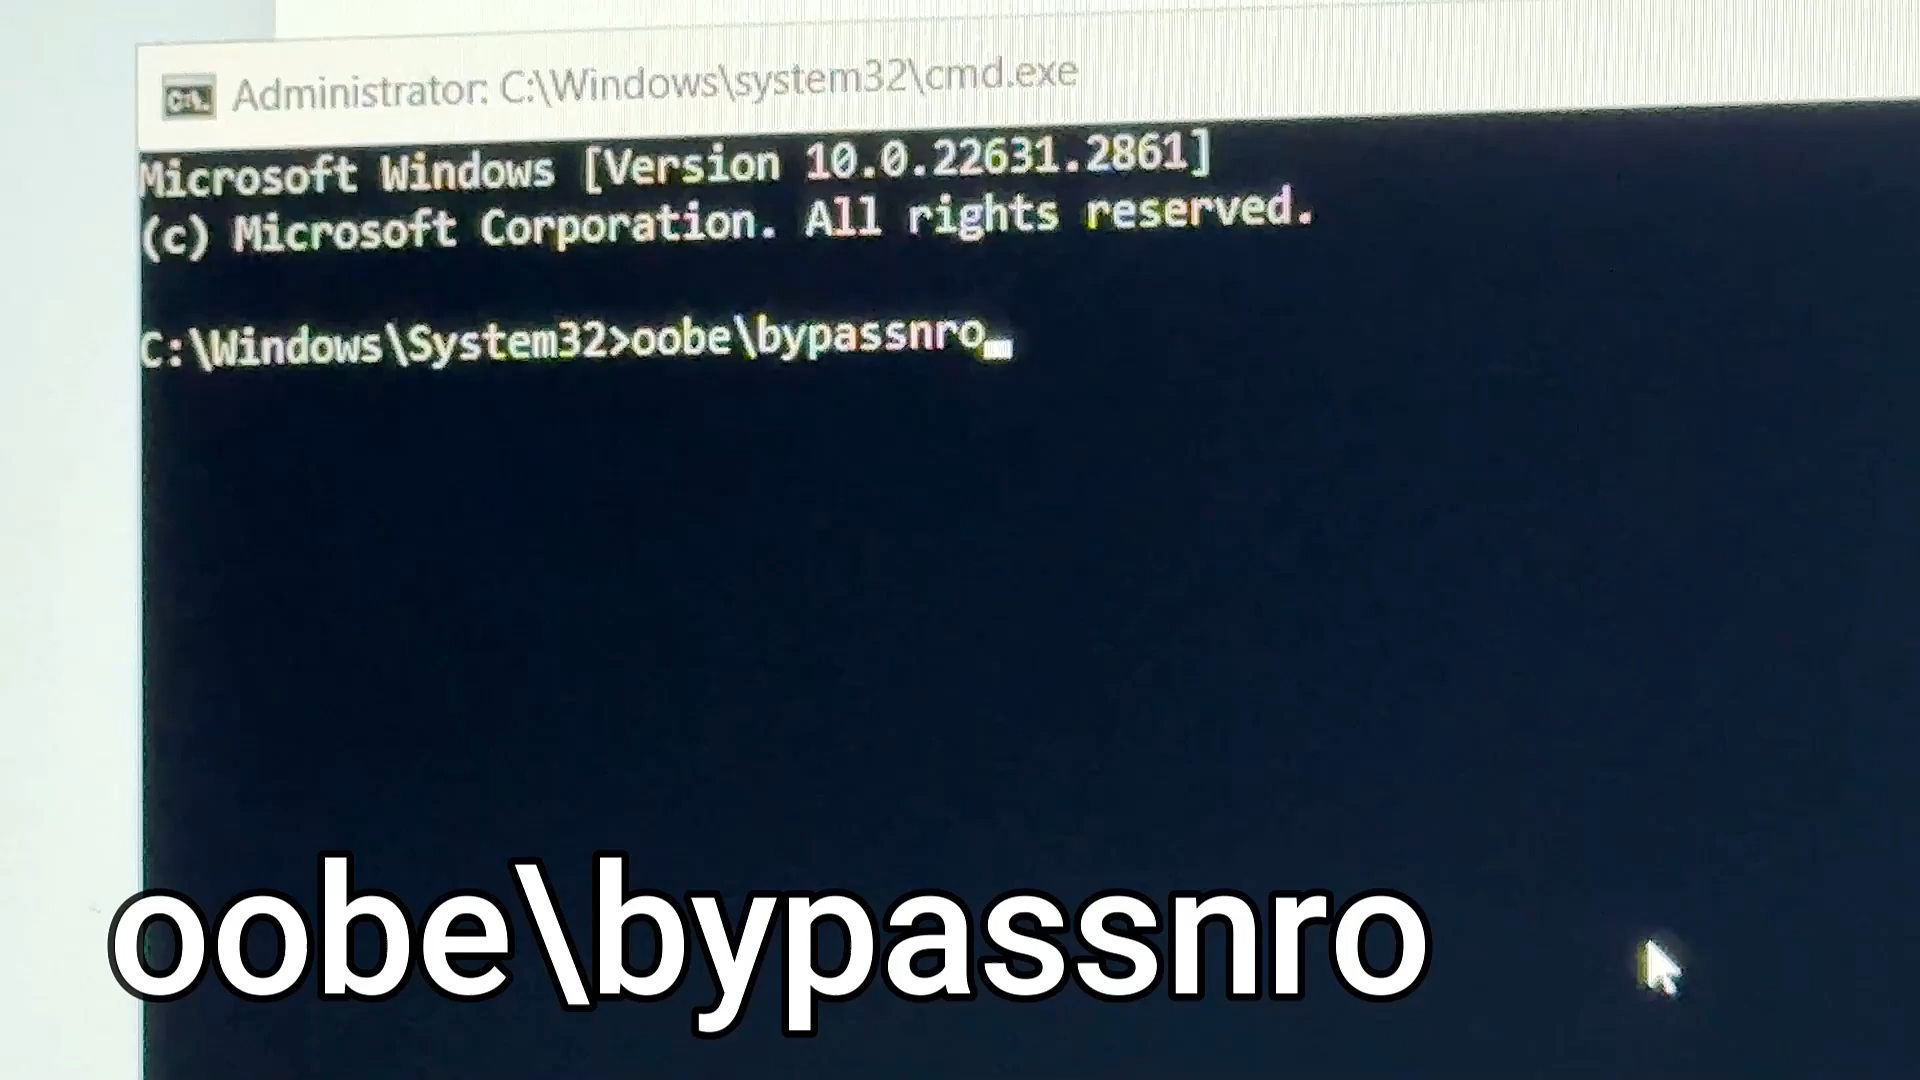 C:\.
Administrator: C:\Windows\system32\cmd.exe
Microsoft Windows [Version 10.0.22631.2861]
(c) Microsoft Corporation. All rights reserved.
C:\Windows\System32>oobe\bypassnro_
oobe\bypassnro